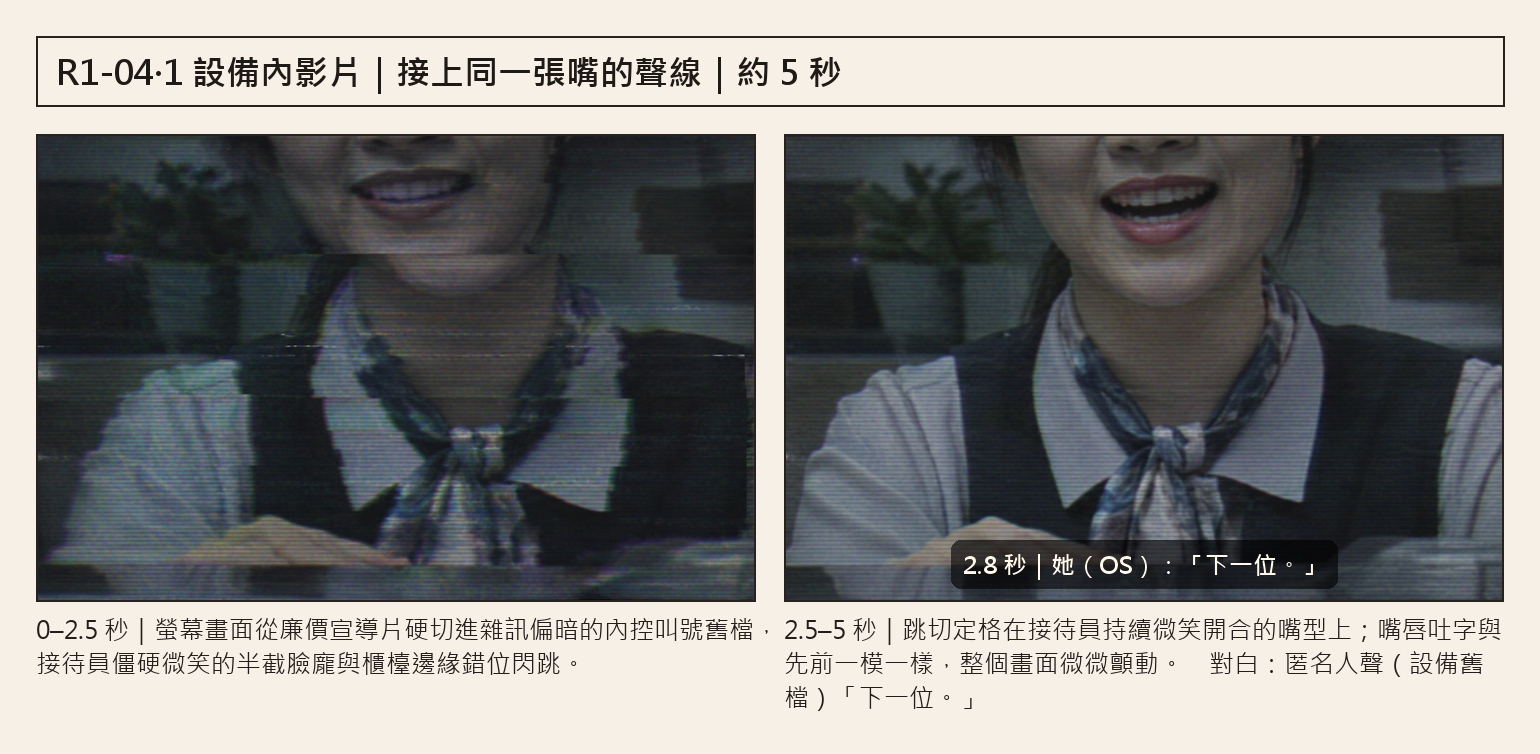 R1-04·1 設備內影片｜接上同一張嘴的聲線｜約 5 秒
2.8 秒｜她（OS）：「下一位。」
0–2.5 秒｜螢幕畫面從廉價宣導片硬切進雜訊偏暗的內控叫號舊檔，
接待員僵硬微笑的半截臉龐與櫃檯邊緣錯位閃跳。
2.5–5 秒｜跳切定格在接待員持續微笑開合的嘴型上；嘴唇吐字與
先前一模一樣，整個畫面微微顫動。　對白：匿名人聲（設備舊
檔）「下一位。」